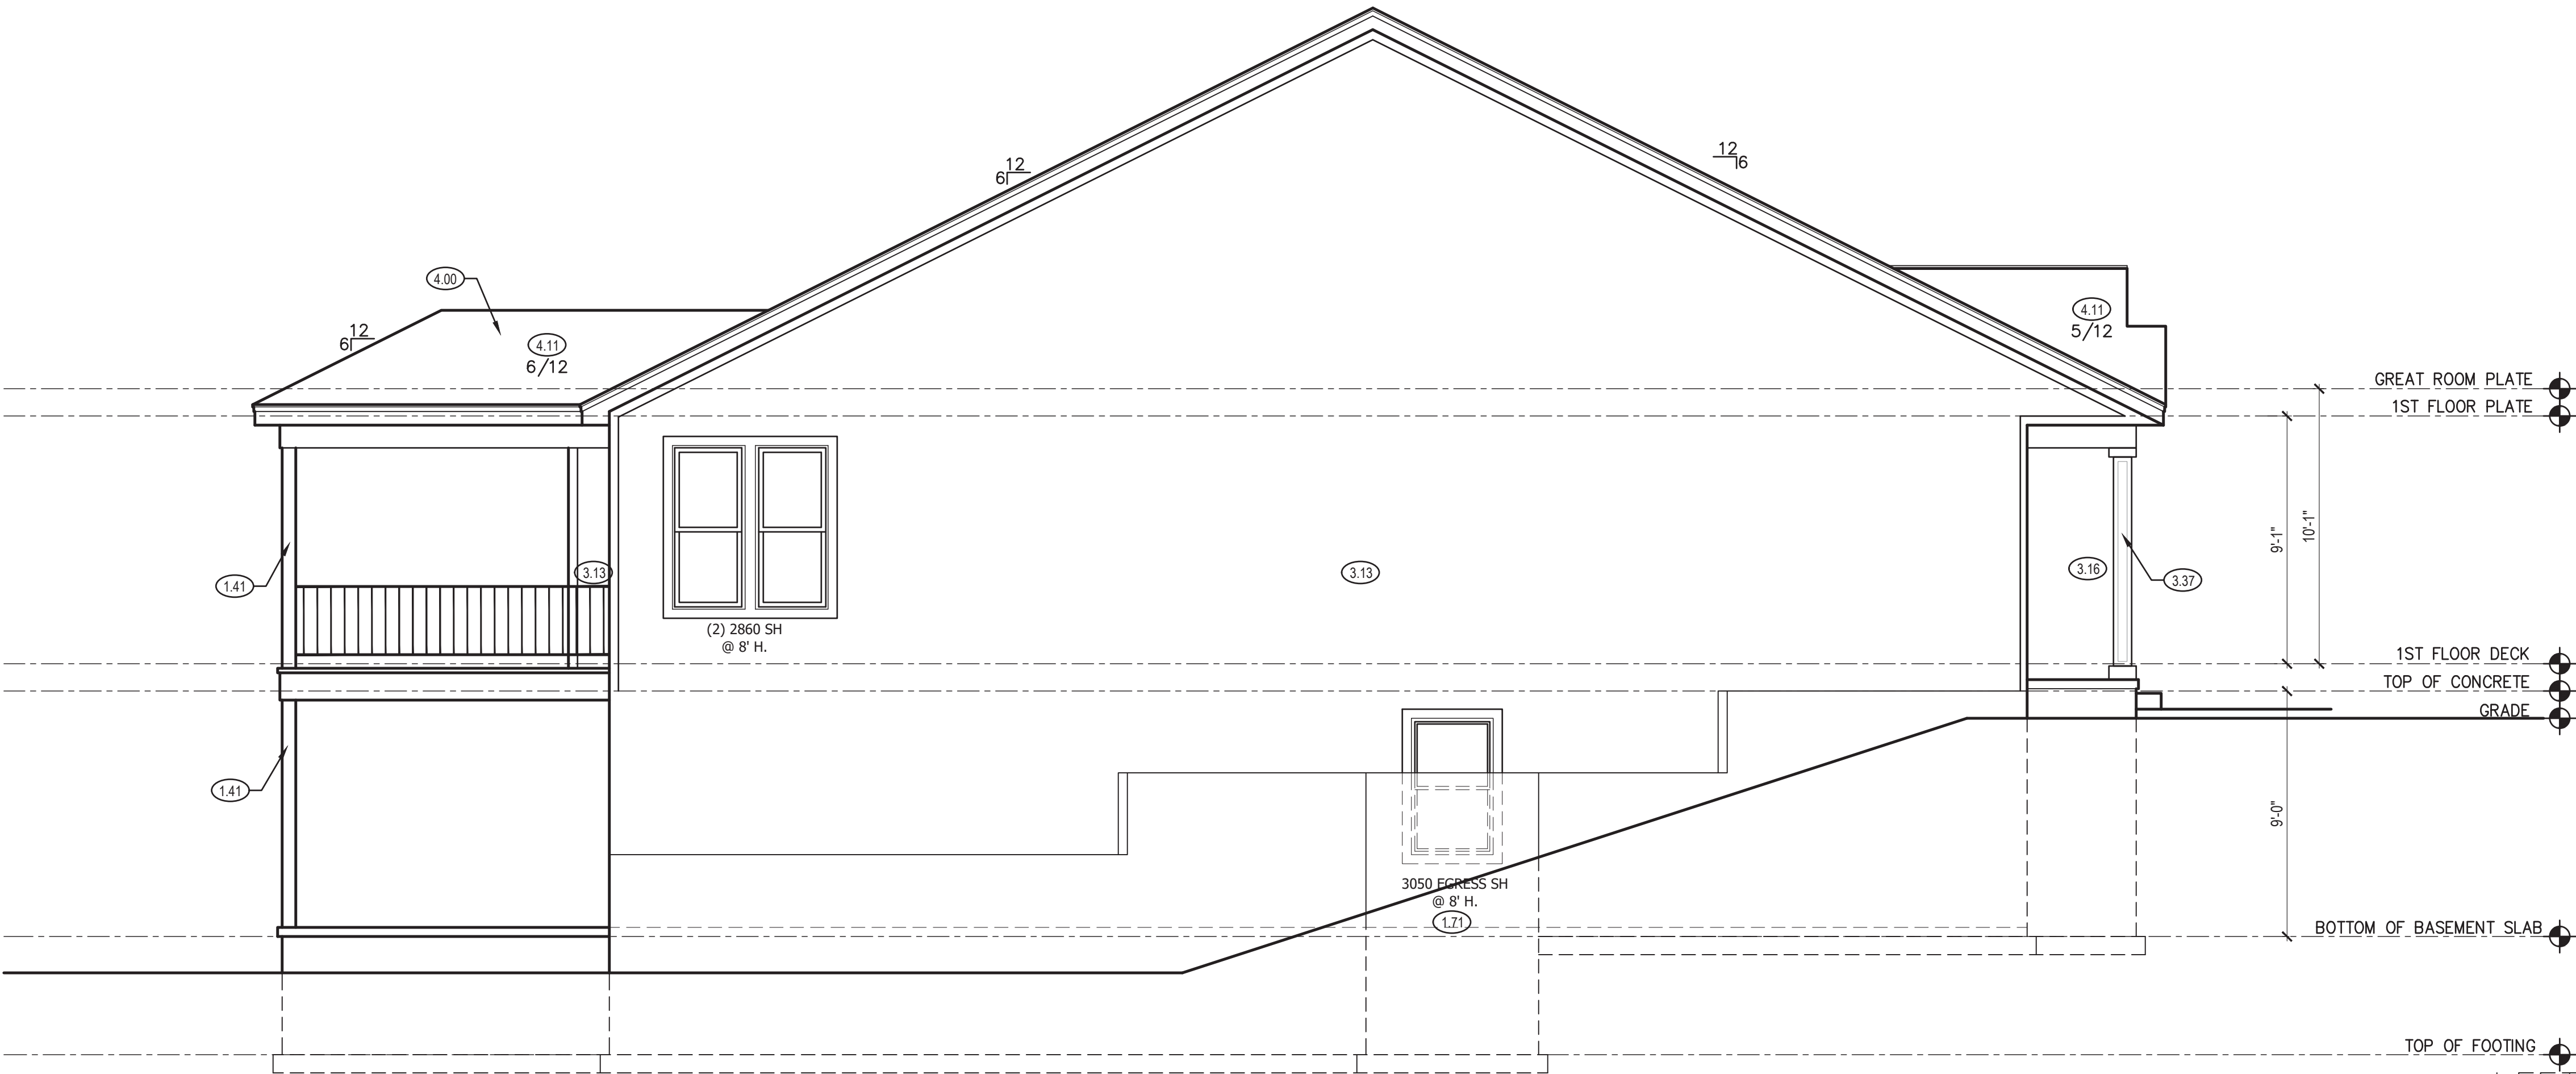 12
6
12
6
4.00
12
6
4.11
6/12
4.11
5/12
GREAT ROOM PLATE
1ST FLOOR PLATE
9'-1"
10'-1"
1.41
3.13
3.13
3.16
3.37
(2) 2860 SH
@ 8' H.
1ST FLOOR DECK
TOP OF CONCRETE
GRADE
1.41
9'-0"
3050 EGRESS SH
@ 8' H.
1.71
BOTTOM OF BASEMENT SLAB
TOP OF FOOTING